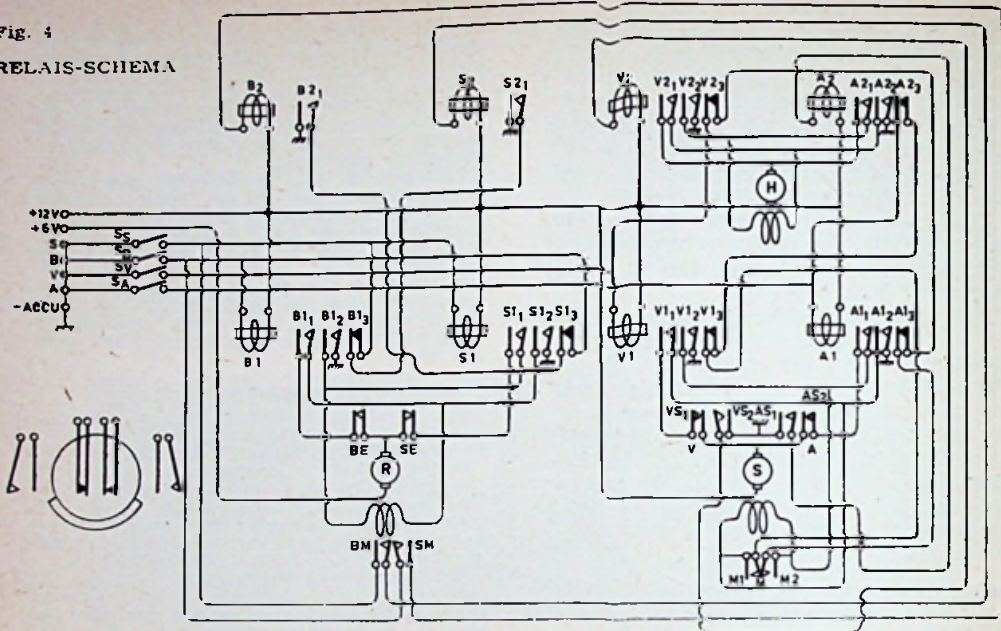 Fig. 4
RELAIS-SCHEMA
B2 B2₁ S2 S2₁ V2 V2₁ V2₂ V2₃ A2 A2₁ A2₂ A2₃
H
+12V
+6V
S SS
B
V SV
A SA
-ACCU
B1 B1₁ B1₂ B1₃ S1 S1₁ S1₂ S1₃ V1 V1₁ V1₂ V1₃ A1 A1₁ A1₂ A1₃
VS₁ VS₂ AS₁ AS₂
BE SE V A
R S
BM SM
M1 M M2